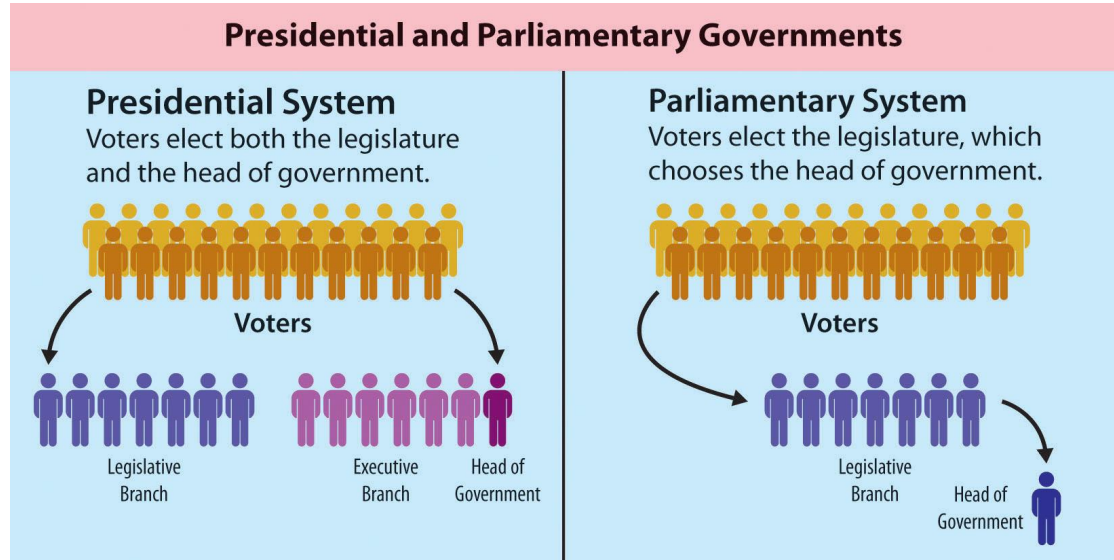 Presidential and Parliamentary Governments
Presidential System
Voters elect both the legislature
and the head of government.
Voters
Legislative
Branch
Executive
Branch
Head of
Government
Parliamentary System
Voters elect the legislature, which
chooses the head of government.
Voters
Legislative
Branch
Head of
Government